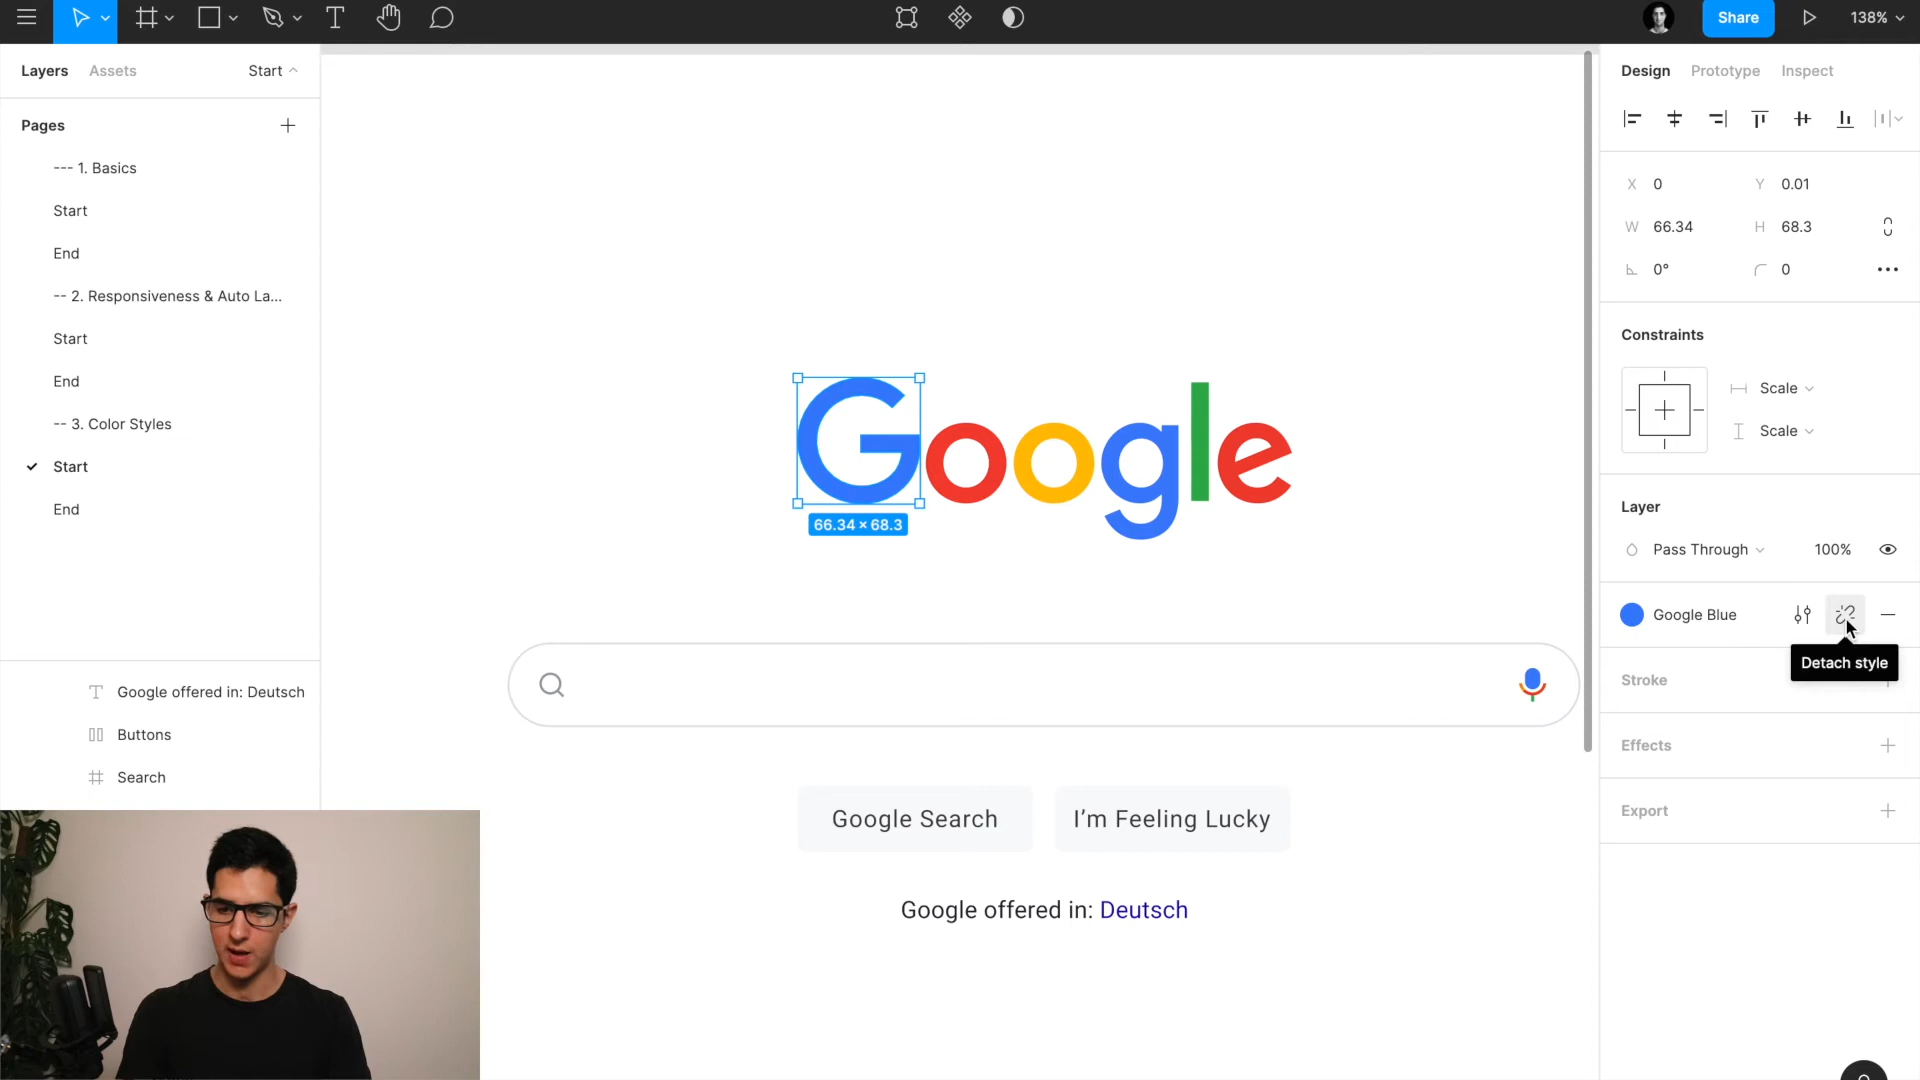 Share
138%
Layers
Assets
Start
Pages
--- 1. Basics
Start
End
-- 2. Responsiveness & Auto La...
Start
End
-- 3. Color Styles
Start
End
Google offered in: Deutsch
Buttons
Search
Google
66.34 × 68.3
Google Search
I’m Feeling Lucky
Google offered in: Deutsch
Design
Prototype
Inspect
X 0
Y 0.01
W 66.34
H 68.3
0°
0
Constraints
Scale
Scale
Layer
Pass Through
100%
Google Blue
Detach style
Stroke
Effects
Export